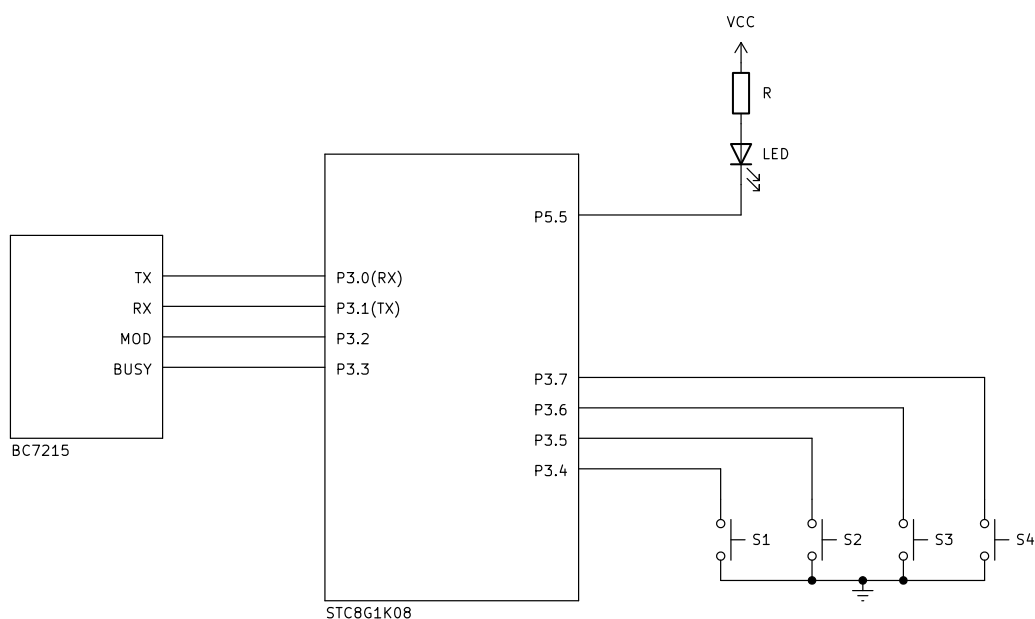 VCC
R
LED
P5.5
TX
P3.0(RX)
RX
P3.1(TX)
MOD
P3.2
BUSY
P3.3
P3.7
P3.6
P3.5
P3.4
BC7215
S1
S2
S3
S4
STC8G1K08